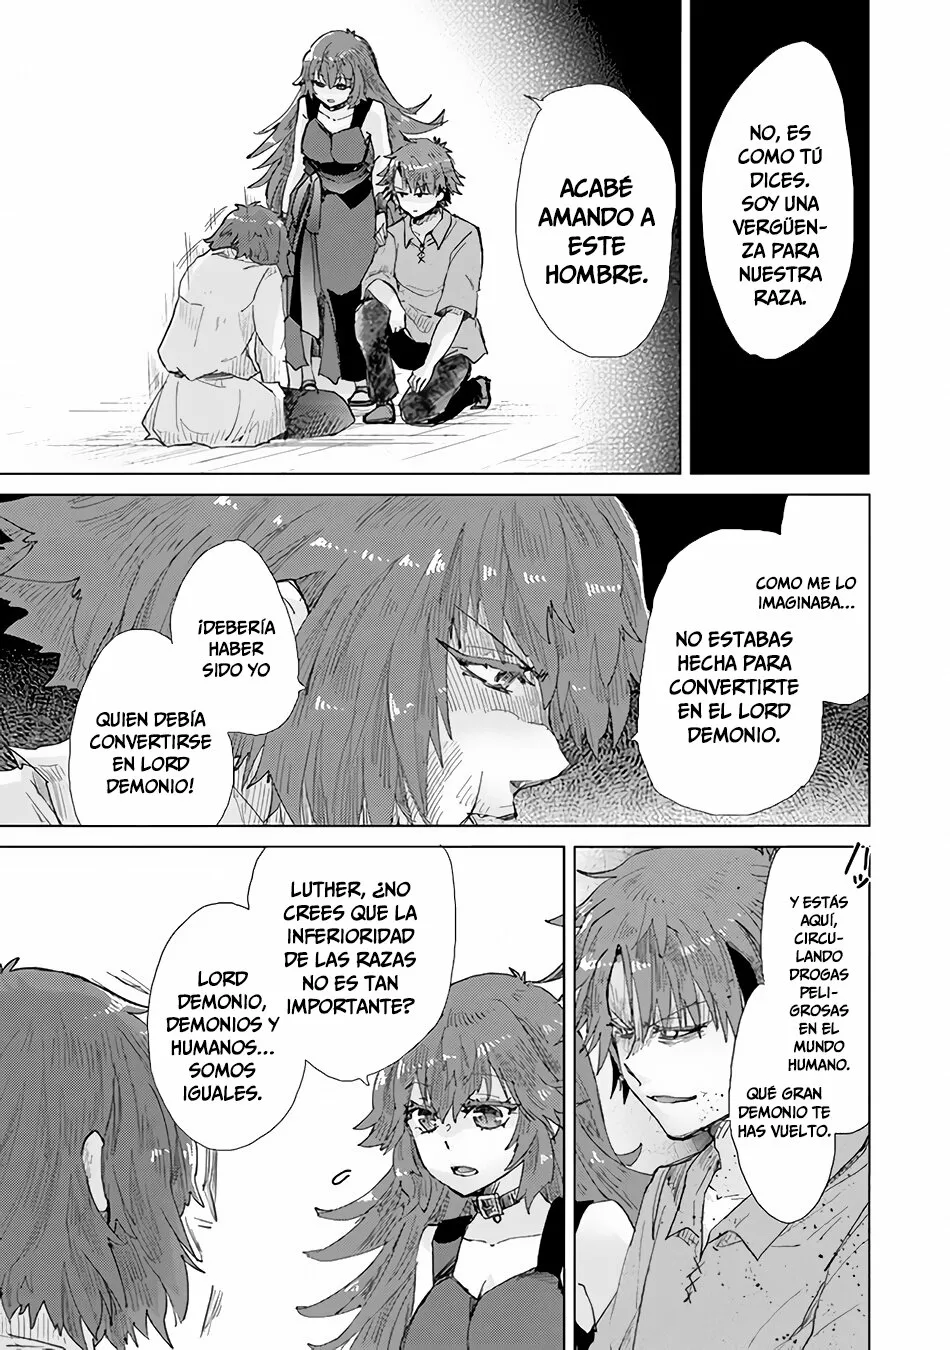 NO, ES
COMO TÚ
DICES.
SOY UNA
VERGÜEN-
ZA PARA
NUESTRA
RAZA.
ACABÉ
AMANDO A
ESTE
HOMBRE.
COMO ME LO
IMAGINABA...
NO ESTABAS
HECHA PARA
CONVERTIRTE
EN EL LORD
DEMONIO.
¡DEBERÍA
HABER
SIDO YO
QUIEN DEBÍA
CONVERTIRSE
EN LORD
DEMONIO!
Y ESTÁS
AQUÍ,
CIRCU-
LANDO
DROGAS
PELI-
GROSAS
EN EL
MUNDO
HUMANO.
QUÉ GRAN
DEMONIO TE
HAS VUELTO.
LUTHER, ¿NO
CREES QUE LA
INFERIORIDAD
DE LAS RAZAS
NO ES TAN
IMPORTANTE?
LORD
DEMONIO,
DEMONIOS Y
HUMANOS...
SOMOS
IGUALES.